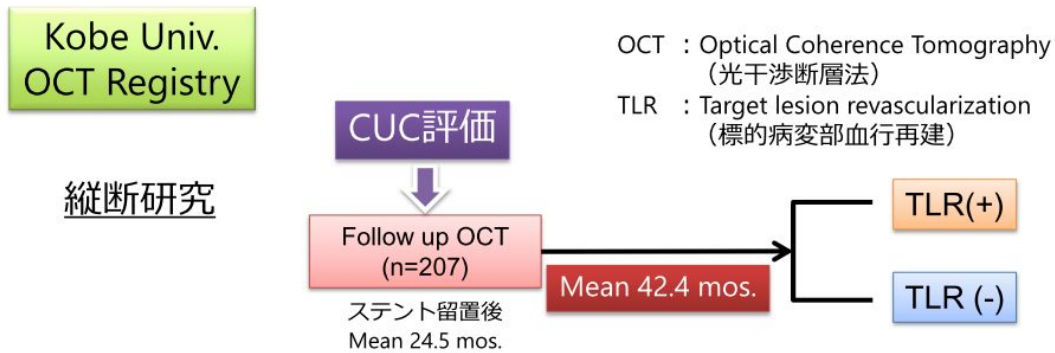 Kobe Univ.
OCT Registry
OCT ：Optical Coherence Tomography
（光干渉断層法）
TLR ：Target lesion revascularization
（標的病変部血行再建）
CUC評価
縦断研究
Follow up OCT
(n=207)
ステント留置後
Mean 24.5 mos.
Mean 42.4 mos.
TLR(+)
TLR (-)